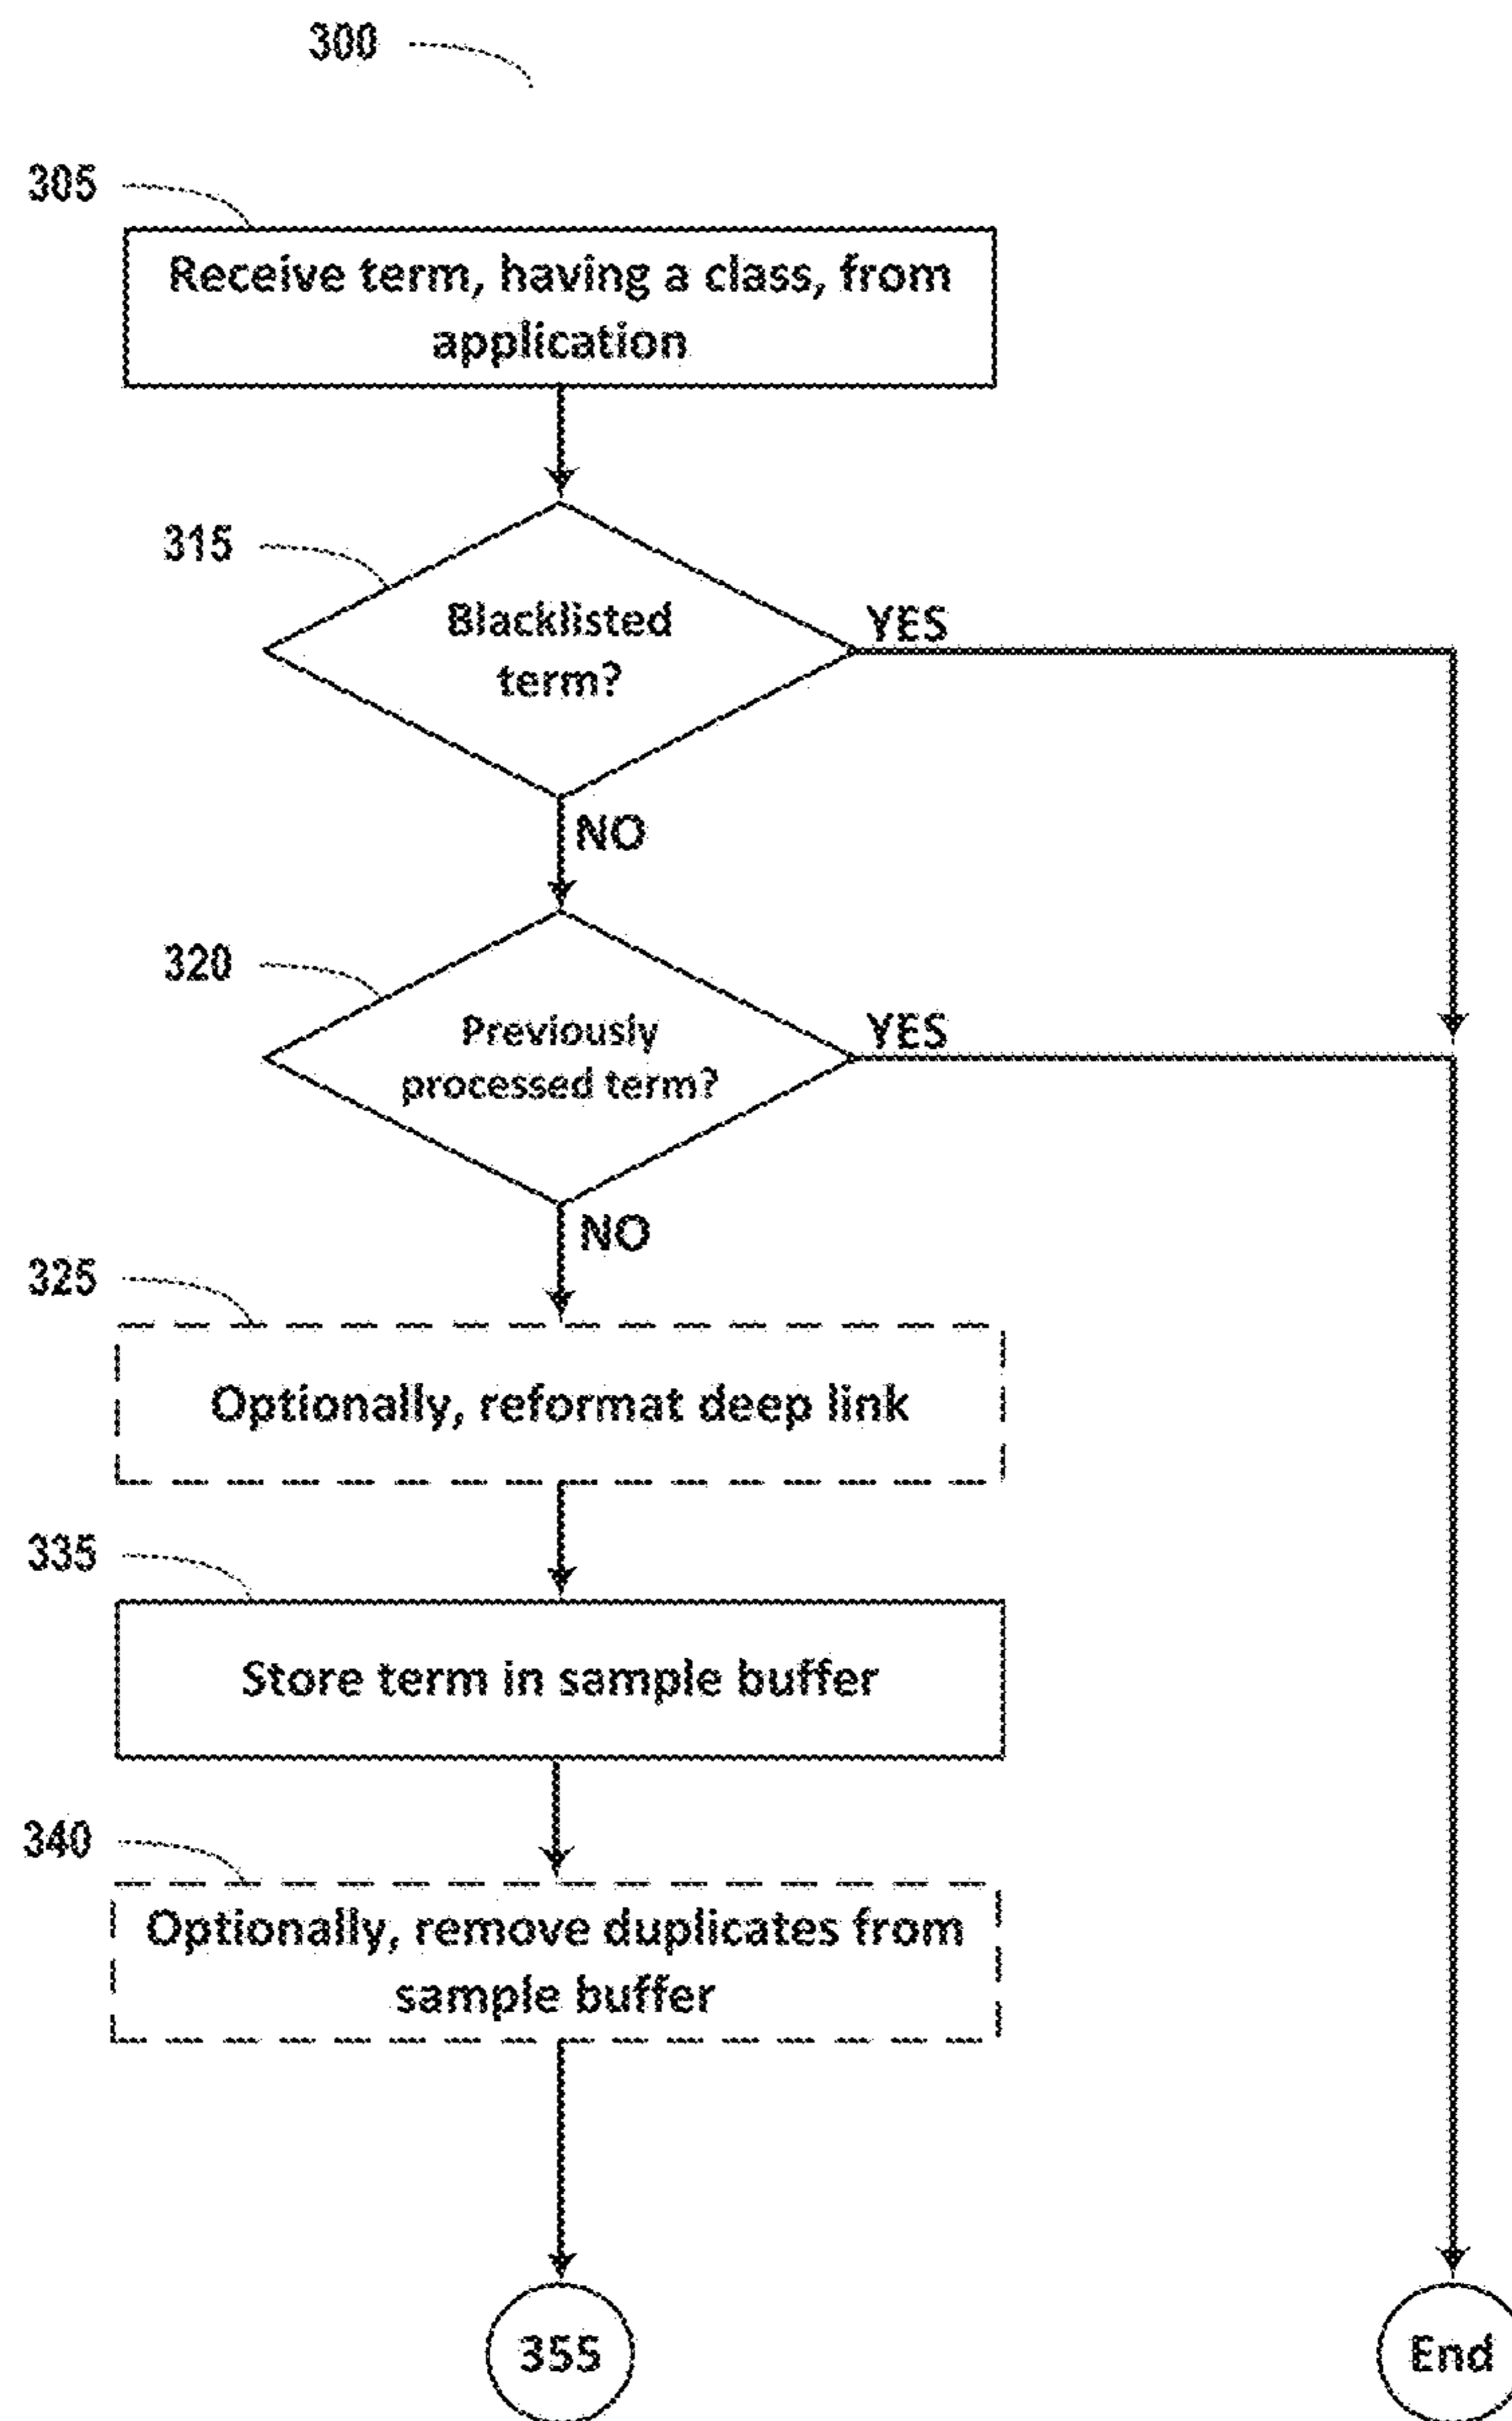 300
305
Receive term, having a class, from
application
315
Blacklisted
term?
YES
NO
320
Previously
processed term?
YES
NO
325
Optionally, reformat deep link
335
Store term in sample buffer
340
Optionally, remove duplicates from
sample buffer
355
End